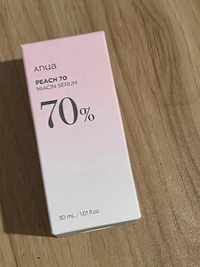 Anua
PEACH 70
NIACIN SERUM
70%
30 mL / 1.01 fl.oz.